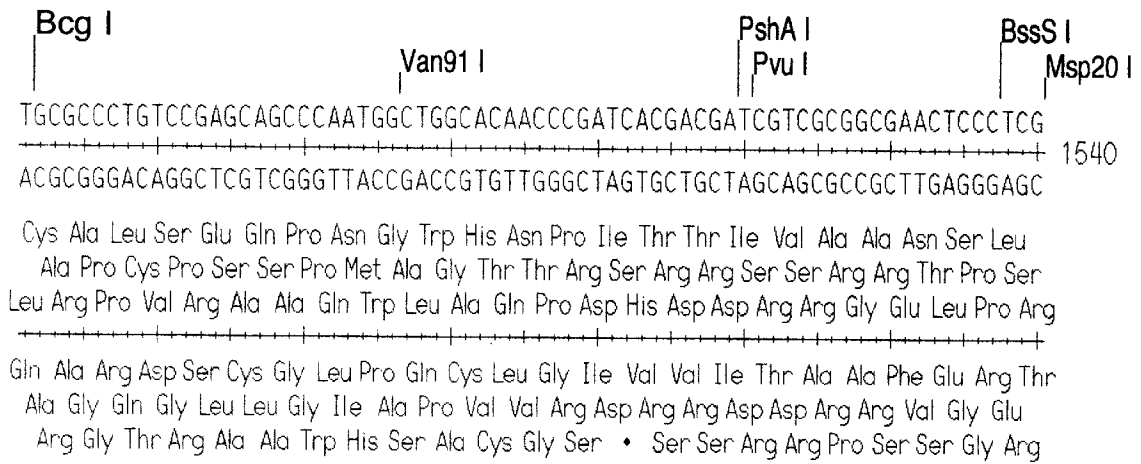 Bcg I PshA I BssS I
Van91 I Pvu I Msp20 I
TGCGCCCTGTCCGAGCAGCCCAATGGCTGGCACAACCCGATCACGACGATCGTCGCGGCGAACTCCCTCG
1540
ACGCGGGACAGGCTCGTCGGGTTACCGACCGTGTTGGGCTAGTGCTGCTAGCAGCGCCGCTTGAGGGAGC
Cys Ala Leu Ser Glu Gln Pro Asn Gly Trp His Asn Pro Ile Thr Thr Ile Val Ala Ala Asn Ser Leu
Ala Pro Cys Pro Ser Ser Pro Met Ala Gly Thr Thr Arg Ser Arg Arg Ser Ser Arg Arg Thr Pro Ser
Leu Arg Pro Val Arg Ala Ala Gln Trp Leu Ala Gln Pro Asp His Asp Asp Arg Arg Gly Glu Leu Pro Arg
Gln Ala Arg Asp Ser Cys Gly Leu Pro Gln Cys Leu Gly Ile Val Val Ile Thr Ala Ala Phe Glu Arg Thr
Ala Gly Gln Gly Leu Leu Gly Ile Ala Pro Val Val Arg Asp Arg Arg Asp Asp Arg Arg Val Gly Glu
Arg Gly Thr Arg Ala Ala Trp His Ser Ala Cys Gly Ser • Ser Ser Arg Arg Pro Ser Ser Gly Arg